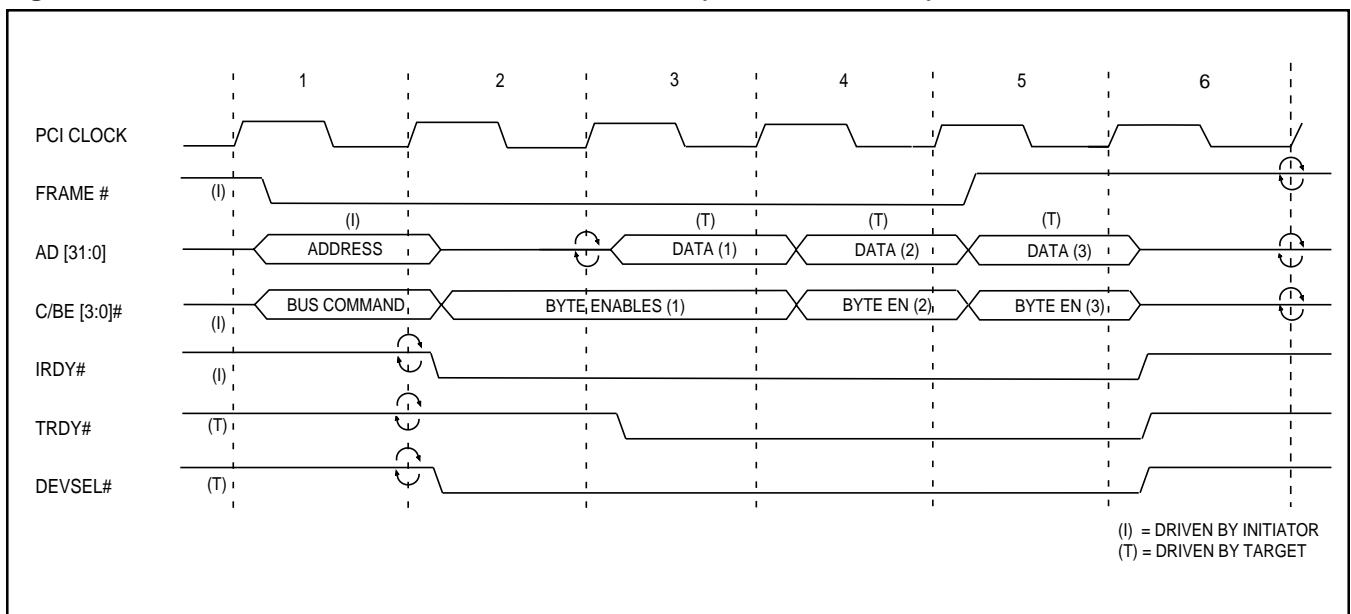 1 2 3 4 5 6
PCI CLOCK
FRAME # (I)
(I) (T) (T) (T)
AD [31:0] ADDRESS DATA (1) DATA (2) DATA (3)
C/BE [3:0]# (I) BUS COMMAND BYTE ENABLES (1) BYTE EN (2) BYTE EN (3)
IRDY# (I)
TRDY# (T)
DEVSEL# (T)
(I) = DRIVEN BY INITIATOR
(T) = DRIVEN BY TARGET